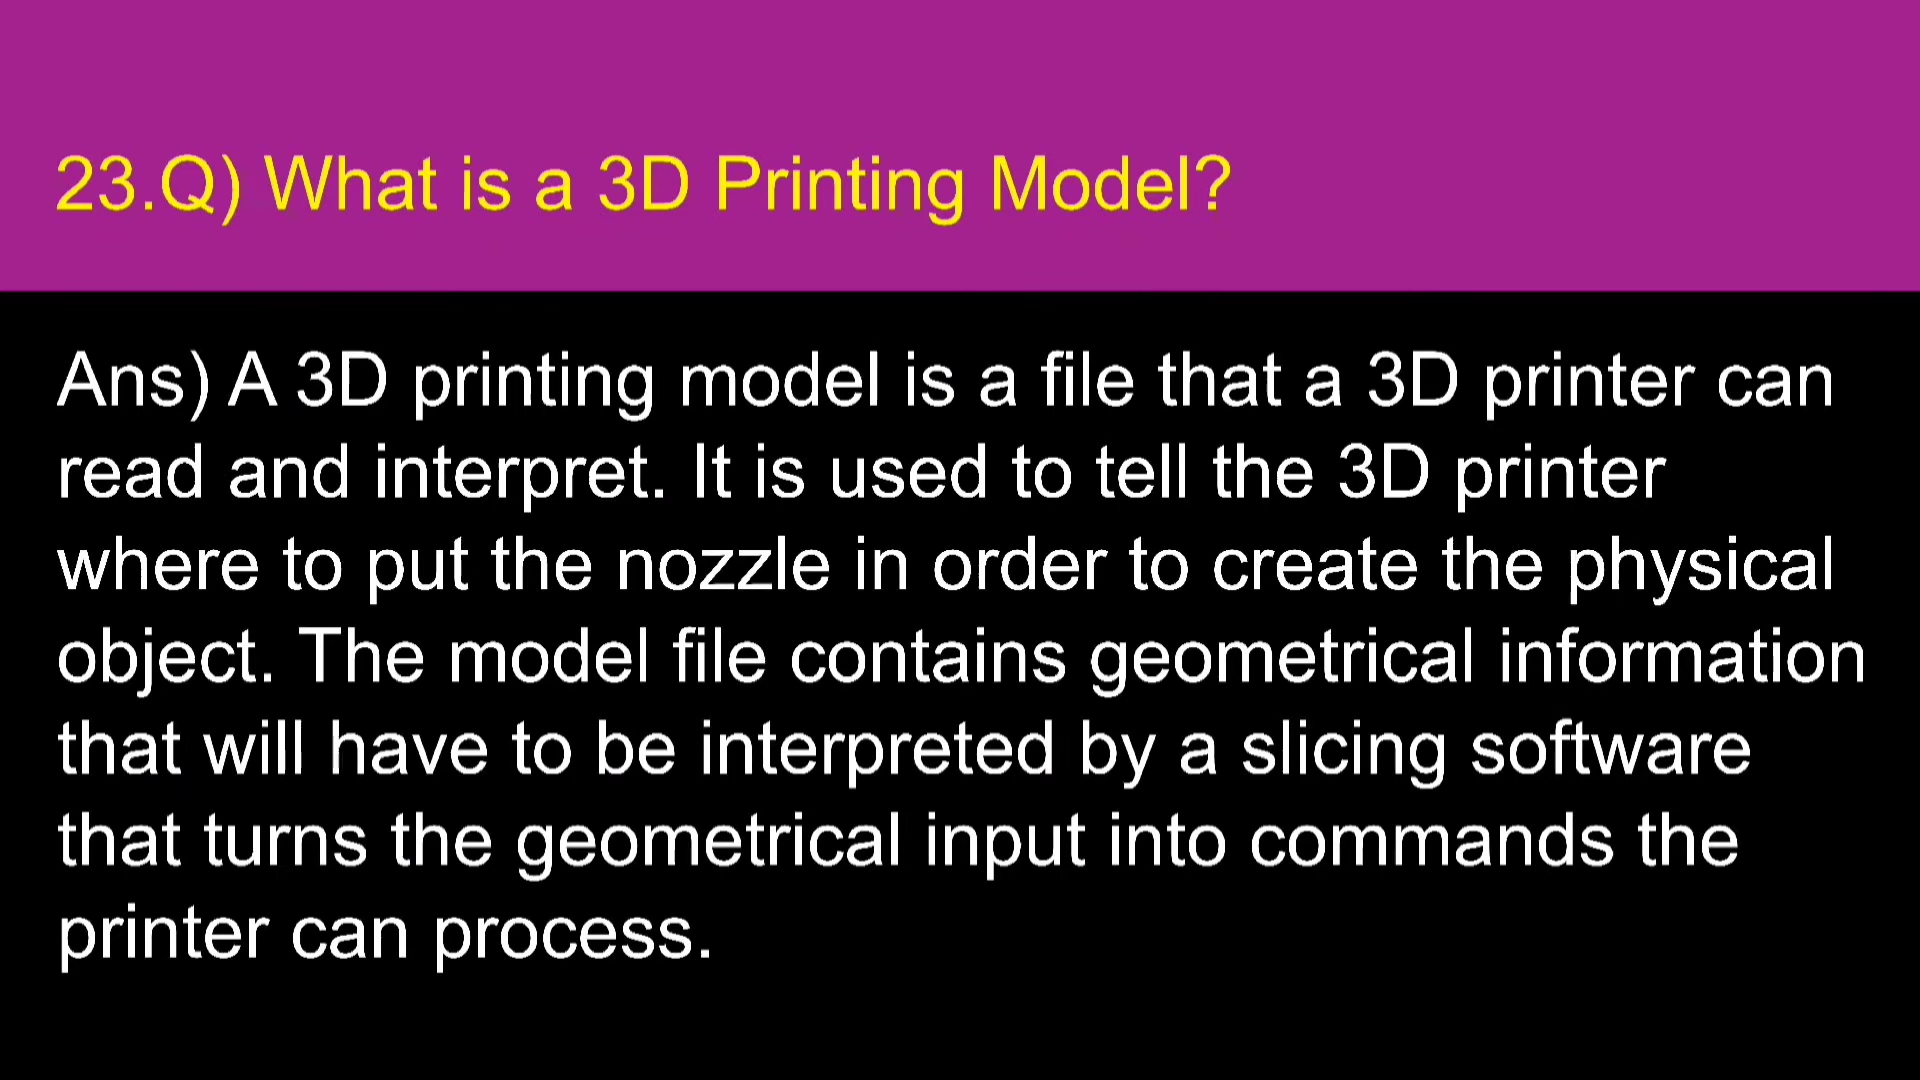 23.Q) What is a 3D Printing Model?
Ans) A 3D printing model is a file that a 3D printer can
read and interpret. It is used to tell the 3D printer
where to put the nozzle in order to create the physical
object. The model file contains geometrical information
that will have to be interpreted by a slicing software
that turns the geometrical input into commands the
printer can process.